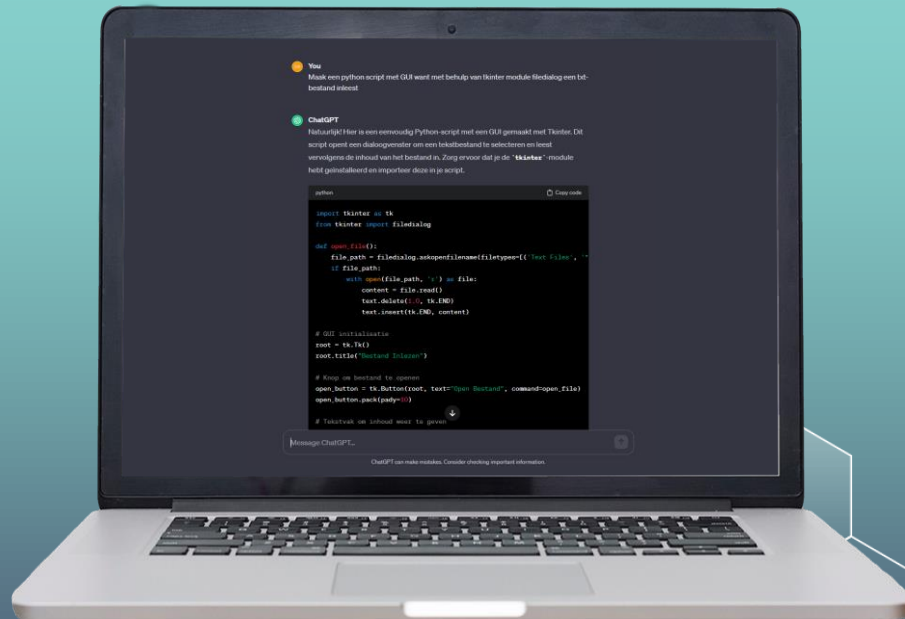 You
Maak een python script met GUI want met behulp van tkinter module filedialog een txt-
bestand inleest
ChatGPT
Natuurlijk! Hier is een eenvoudig Python-script met een GUI gemaakt met Tkinter. Dit
script opent een dialoogvenster om een tekstbestand te selecteren en leest
vervolgens de inhoud van het bestand in. Zorg ervoor dat je de 'tkinter'-module
hebt geïnstalleerd en importeer deze in je script.
python
Copy code
import tkinter as tk
from tkinter import filedialog
def open_file():
file_path = filedialog.askopenfilename(filetypes=[('Text Files', '*
if file_path:
with open(file_path, 'r') as file:
content = file.read()
text.delete(1.0, tk.END)
text.insert(tk.END, content)
# GUI initialisatie
root = tk.Tk()
root.title("Bestand Inlezen")
# Knop om bestand te openen
open_button = tk.Button(root, text="Open Bestand", command=open_file)
open_button.pack(pady=10)
# Tekstvak om inhoud weer te geven
Message ChatGPT...
ChatGPT can make mistakes. Consider checking important information.